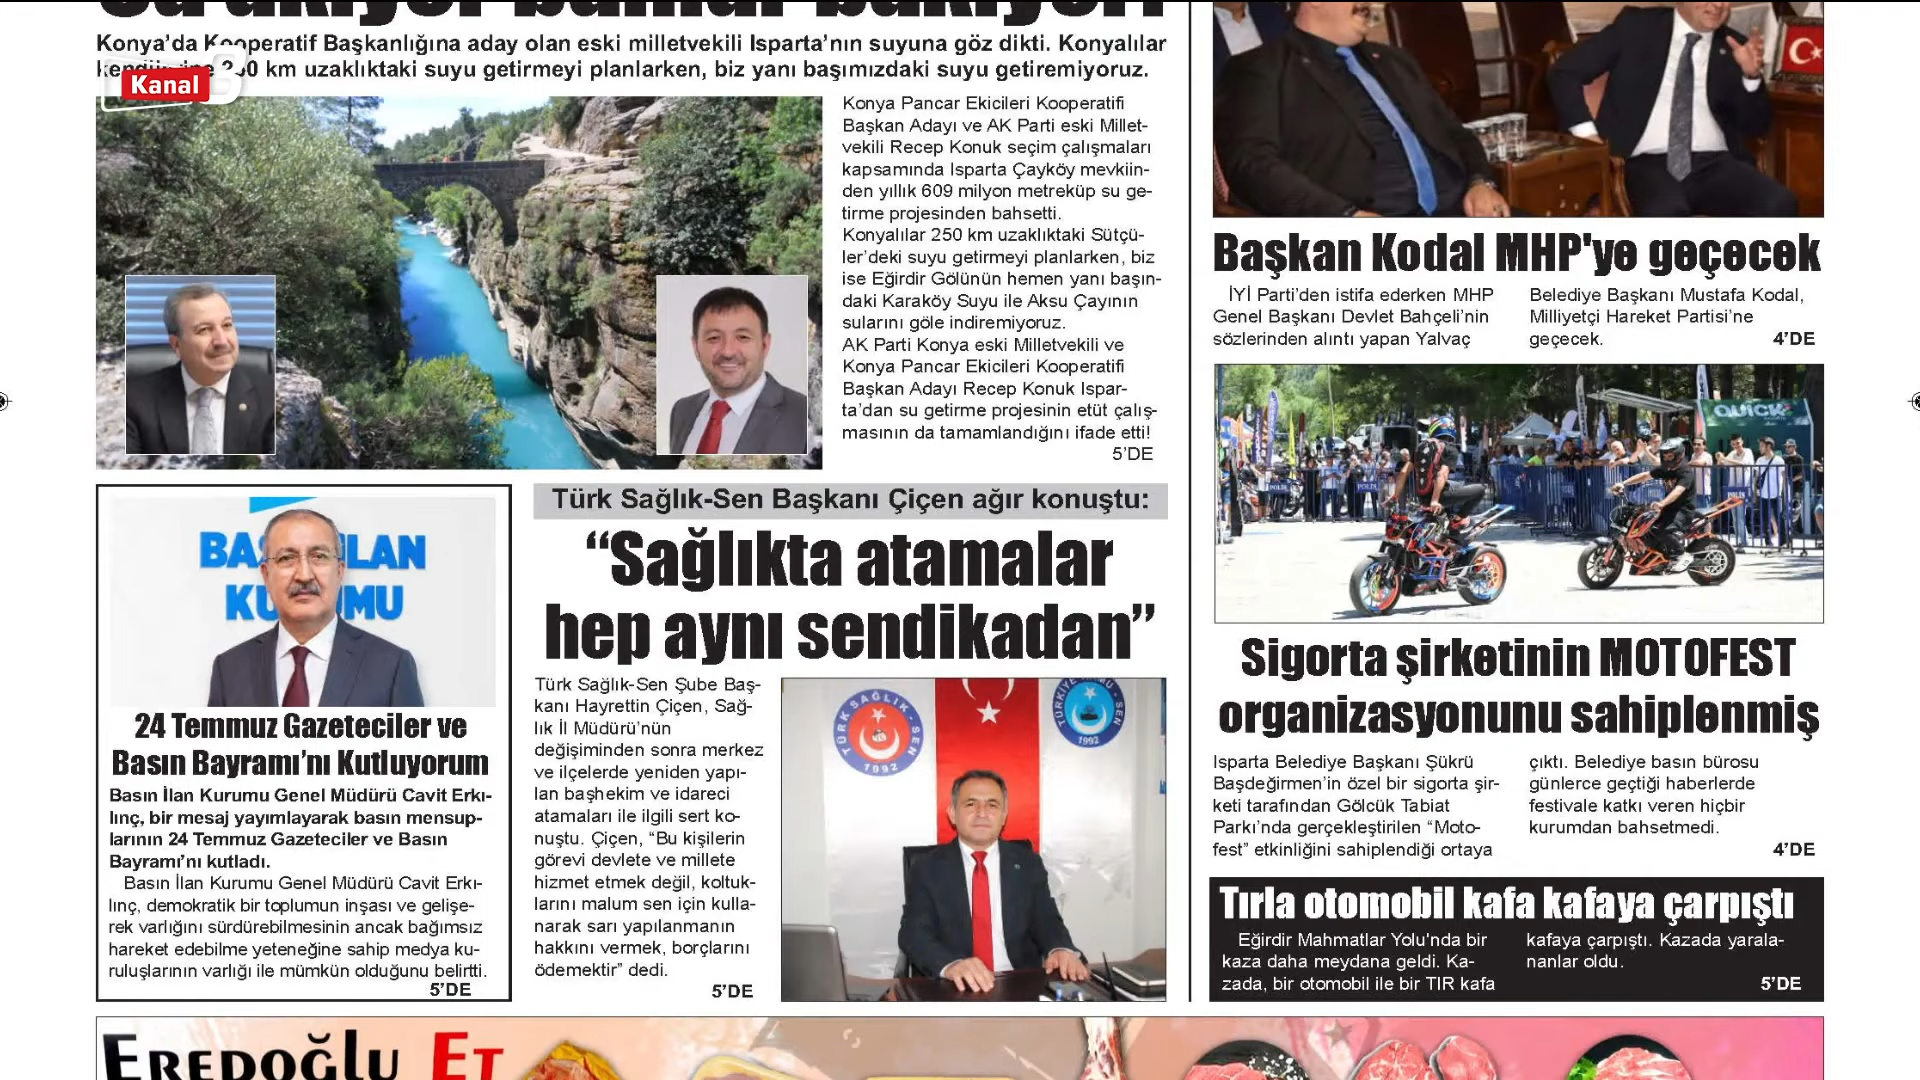 Konya’da Kooperatif Başkanlığına aday olan eski milletvekili Isparta’nın suyuna göz dikti. Konyalılar
km uzaklıktaki suyu getirmeyi planlarken, biz yanı başımızdaki suyu getiremiyoruz.
Kanal
Konya Pancar Ekicileri Kooperatifi
Başkan Adayı ve AK Parti eski Millet-
vekili Recep Konuk seçim çalışmaları
kapsamında Isparta Çayköy mevkiin-
den yıllık 609 milyon metreküp su ge-
tirme projesinden bahsetti.
Konyalılar 250 km uzaklıktaki Sütçü-
ler’deki suyu getirmeyi planlarken, biz
ise Eğirdir Gölünün hemen yanı başın-
daki Karaköy Suyu ile Aksu Çayının
sularını göle indiremiyoruz.
AK Parti Konya eski Milletvekili ve
Konya Pancar Ekicileri Kooperatifi
Başkan Adayı Recep Konuk Ispar-
ta’dan su getirme projesinin etüt çalış-
masının da tamamlandığını ifade etti!
5’DE
BASIN İLAN
KURUMU
24 Temmuz Gazeteciler ve
Basın Bayramı’nı Kutluyorum
Basın İlan Kurumu Genel Müdürü Cavit Erkı-
lınç, bir mesaj yayımlayarak basın mensup-
larının 24 Temmuz Gazeteciler ve Basın
Bayramı’nı kutladı.
Basın İlan Kurumu Genel Müdürü Cavit Erkı-
lınç, demokratik bir toplumun inşası ve gelişe-
rek varlığını sürdürebilmesinin ancak bağımsız
hareket edebilme yeteneğine sahip medya ku-
ruluşlarının varlığı ile mümkün olduğunu belirtti.
5’DE
Türk Sağlık-Sen Başkanı Çiçen ağır konuştu:
“Sağlıkta atamalar
hep aynı sendikadan”
Türk Sağlık-Sen Şube Baş-
kanı Hayrettin Çiçen, Sağ-
lık İl Müdürü’nün
değişiminden sonra merkez
ve ilçelerde yeniden yapı-
lan başhekim ve idareci
atamaları ile ilgili sert ko-
nuştu. Çiçen, “Bu kişilerin
görevi devlete ve millete
hizmet etmek değil, koltuk-
larını malum sen için kulla-
narak sarı yapılanmanın
hakkını vermek, borçlarını
ödemektir” dedi.
5’DE
TÜRK SAĞLIK - SEN
1992
TÜRKİYE KAMU - SEN
1992
Başkan Kodal MHP'ye geçecek
İYİ Parti’den istifa ederken MHP
Genel Başkanı Devlet Bahçeli’nin
sözlerinden alıntı yapan Yalvaç
Belediye Başkanı Mustafa Kodal,
Milliyetçi Hareket Partisi’ne
geçecek.
4’DE
QUICK
POLİS
Sigorta şirketinin MOTOFEST
organizasyonunu sahiplenmiş
Isparta Belediye Başkanı Şükrü
Başdeğirmen’in özel bir sigorta şir-
keti tarafından Gölcük Tabiat
Parkı’nda gerçekleştirilen “Moto-
fest” etkinliğini sahiplendiği ortaya
çıktı. Belediye basın bürosu
günlerce geçtiği haberlerde
festivale katkı veren hiçbir
kurumdan bahsetmedi.
4’DE
Tırla otomobil kafa kafaya çarpıştı
Eğirdir Mahmatlar Yolu'nda bir
kaza daha meydana geldi. Ka-
zada, bir otomobil ile bir TIR kafa
kafaya çarpıştı. Kazada yarala-
nanlar oldu.
5’DE
EREDOĞLU ET